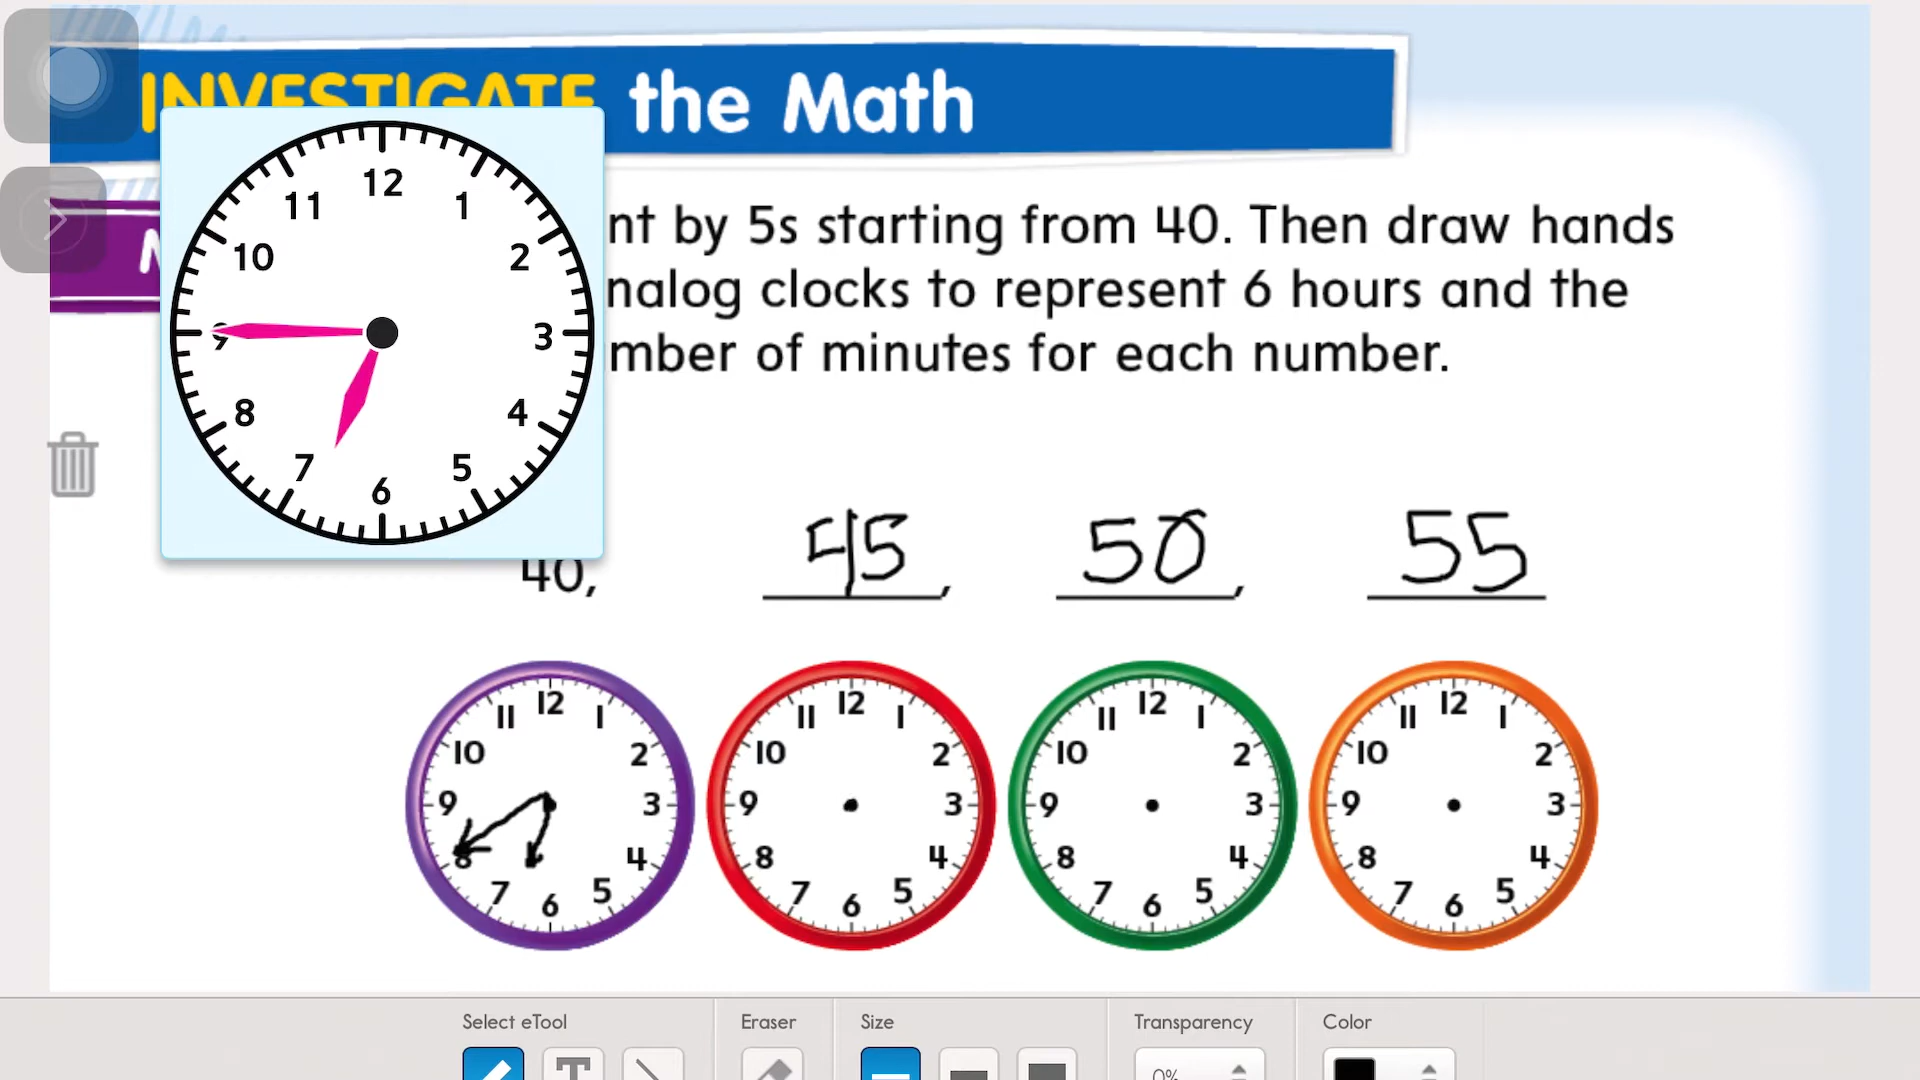 INVESTIGATE the Math
nt by 5s starting from 40. Then draw hands
nalog clocks to represent 6 hours and the
mber of minutes for each number.
12
11 1
10 2
9 3
8 4
7 5
6
40, 45, 50, 55
12 12 12 12
11 1 11 1 11 1 11 1
10 2 10 2 10 2 10 2
9 3 9 3 9 3 9 3
8 4 8 4 8 4 8 4
7 5 7 5 7 5 7 5
6 6 6 6
Select eTool Eraser Size Transparency Color
T 0%